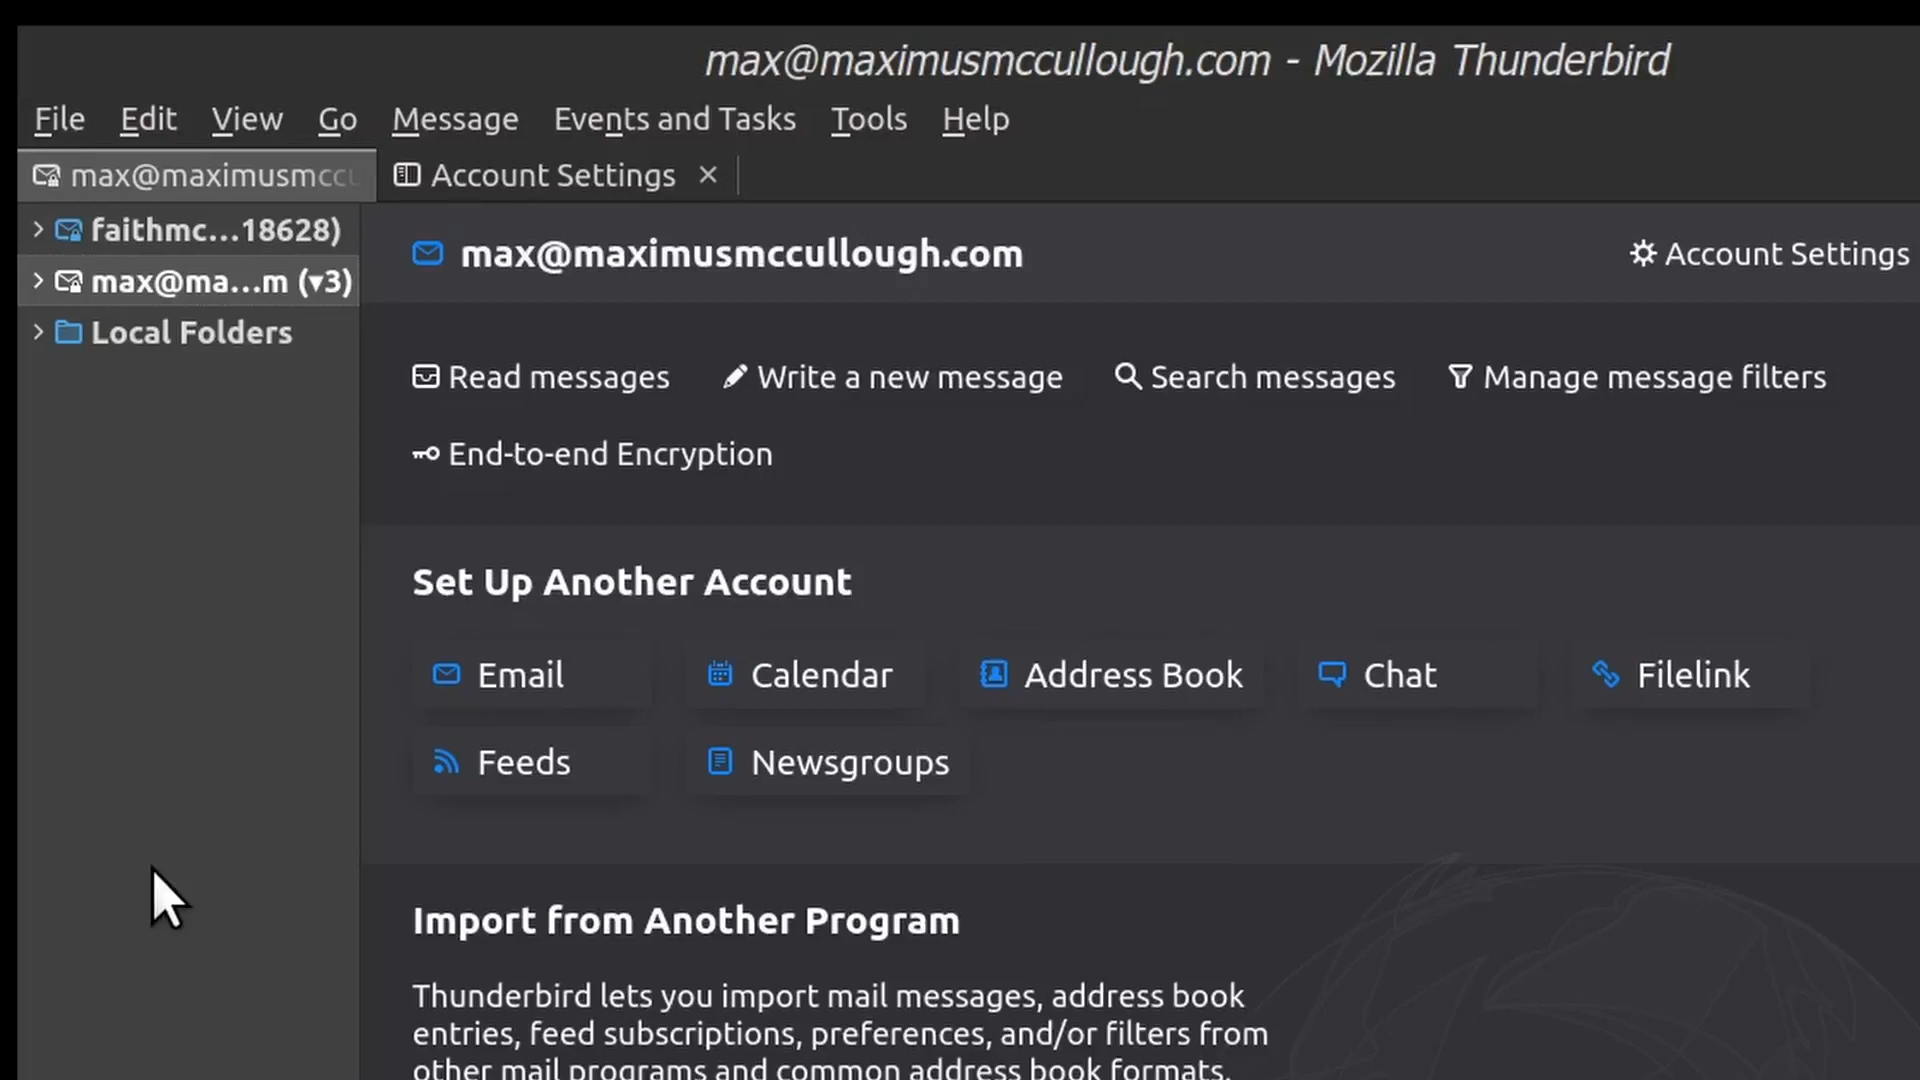 max@maximusmccullough.com - Mozilla Thunderbird
File Edit View Go Message Events and Tasks Tools Help
max@maximusmccu Account Settings
faithmc...18628)
max@maximusmccullough.com Account Settings
max@ma...m (▾3)
Local Folders
Read messages Write a new message Search messages Manage message filters
End-to-end Encryption
Set Up Another Account
Email Calendar Address Book Chat Filelink
Feeds Newsgroups
Import from Another Program
Thunderbird lets you import mail messages, address book
entries, feed subscriptions, preferences, and/or filters from
other mail programs and common address book formats.